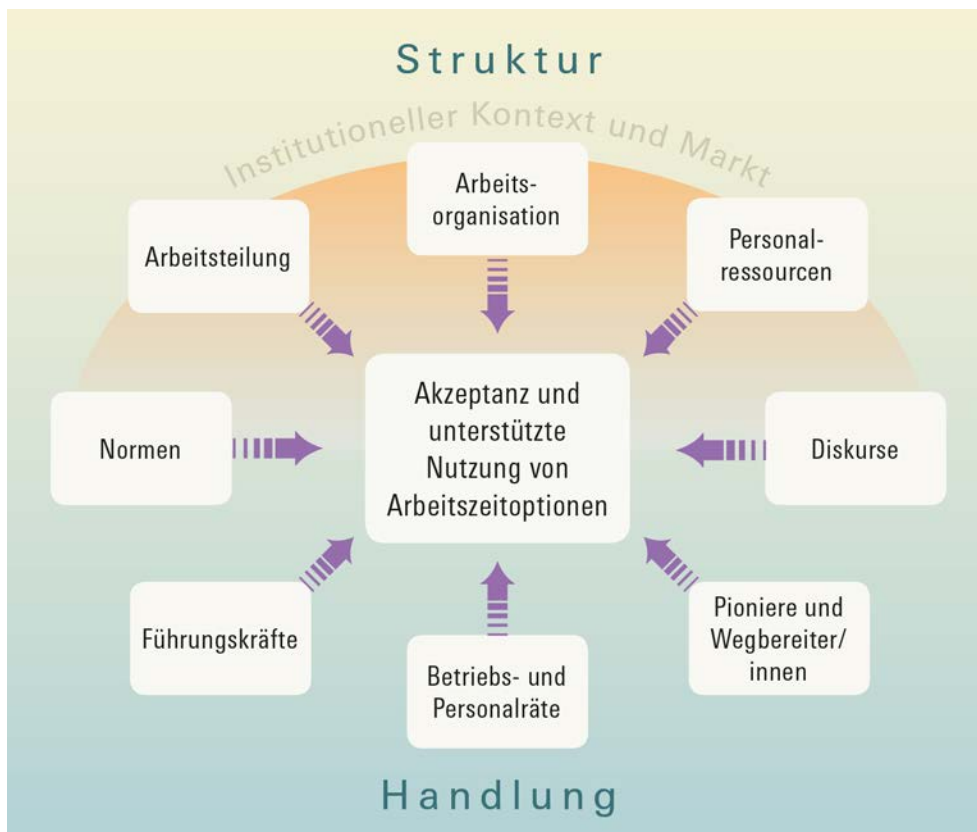 Struktur
Institutioneller Kontext und Markt
Arbeits-
organisation
Arbeitsteilung
Personal-
ressourcen
Akzeptanz und
unterstützte
Nutzung von
Arbeitszeitoptionen
Normen
Diskurse
Führungskräfte
Betriebs- und
Personalräte
Pioniere und
Wegbereiter/
innen
Handlung